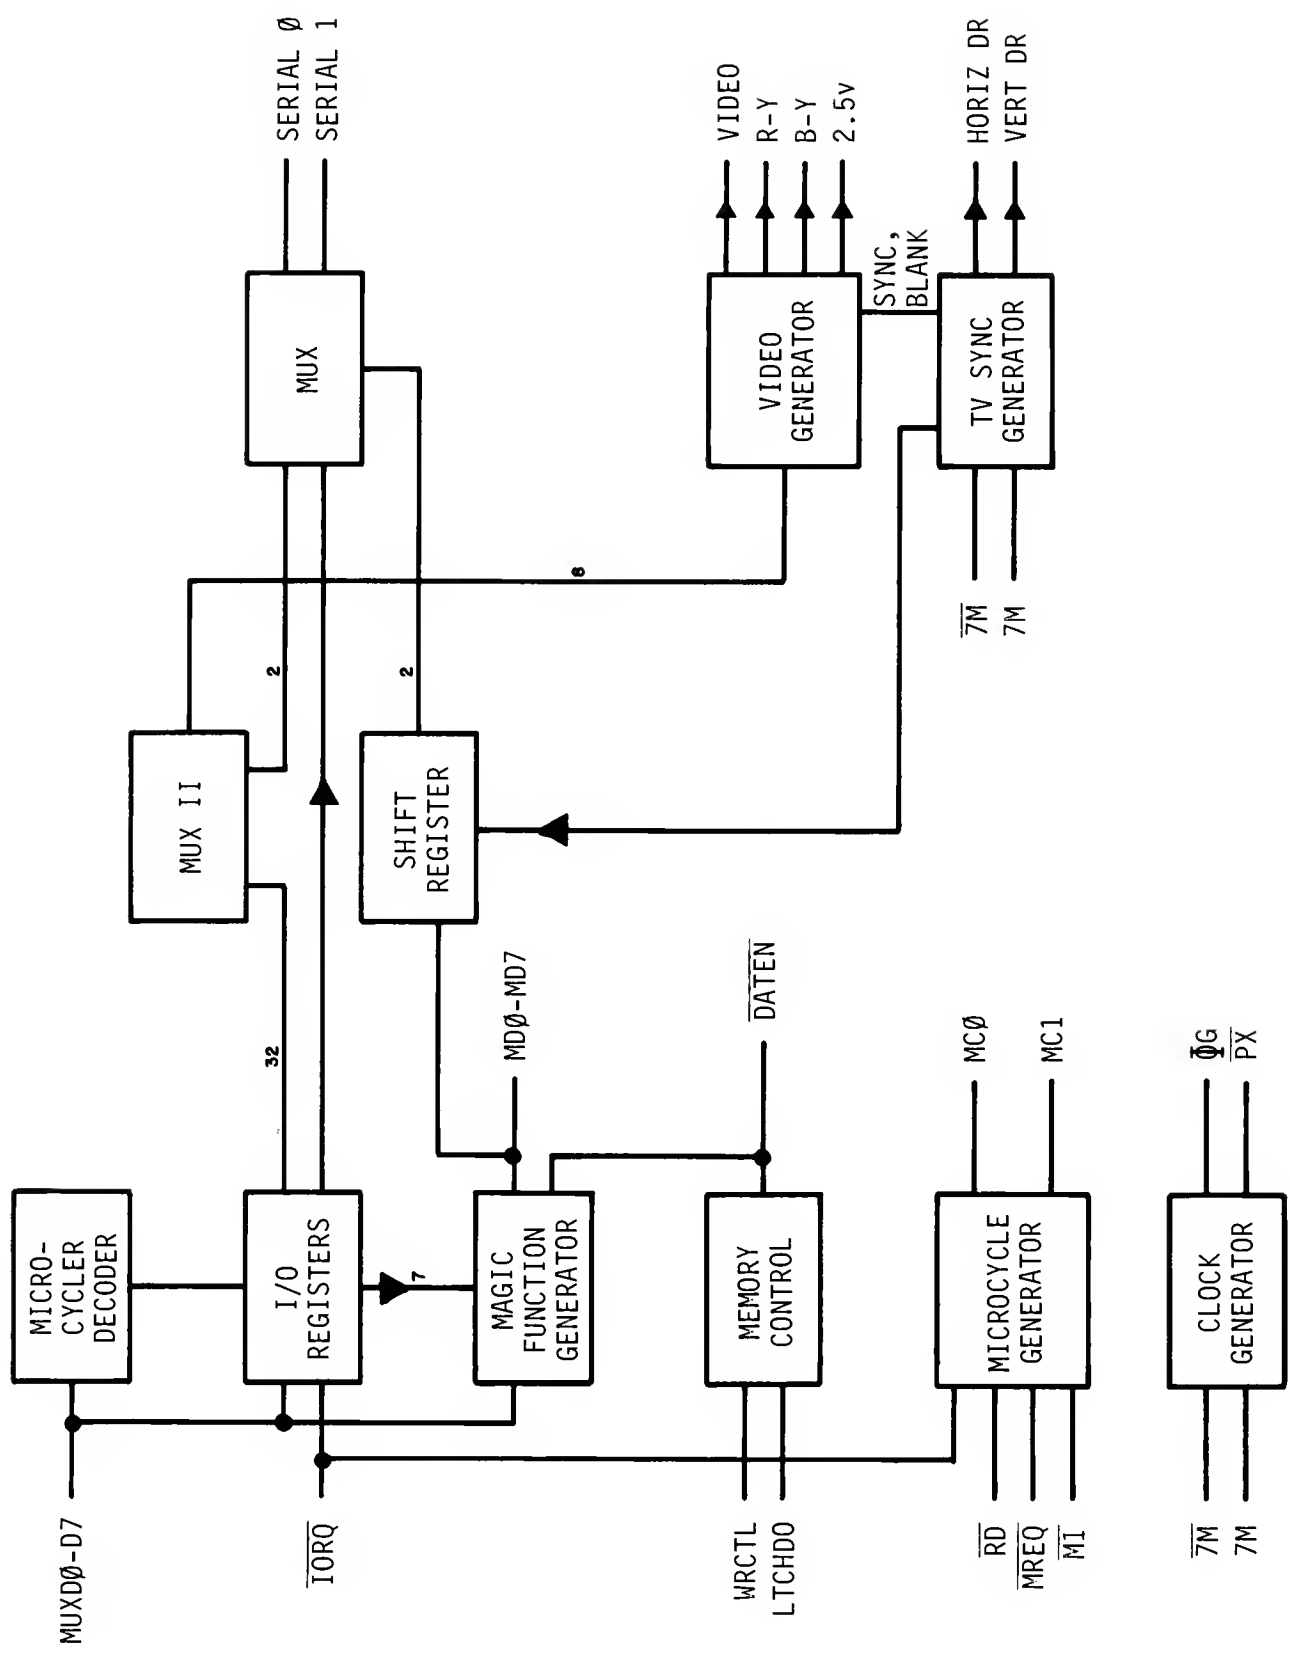 MUXDØ-D7
MICRO-
CYCLER
DECODER
I/O
REGISTERS
IORQ
32
7
MUX II
2
MUX
SERIAL Ø
SERIAL 1
SHIFT
REGISTER
2
MAGIC
FUNCTION
GENERATOR
MDØ-MD7
6
VIDEO
GENERATOR
VIDEO
R-Y
B-Y
2.5v
SYNC,
BLANK
WRCTL
LTCHDO
MEMORY
CONTROL
DATEN
TV SYNC
GENERATOR
7M
7M
HORIZ DR
VERT DR
RD
MREQ
MI
MICROCYCLE
GENERATOR
MCØ
MC1
7M
7M
CLOCK
GENERATOR
ΦG
PX